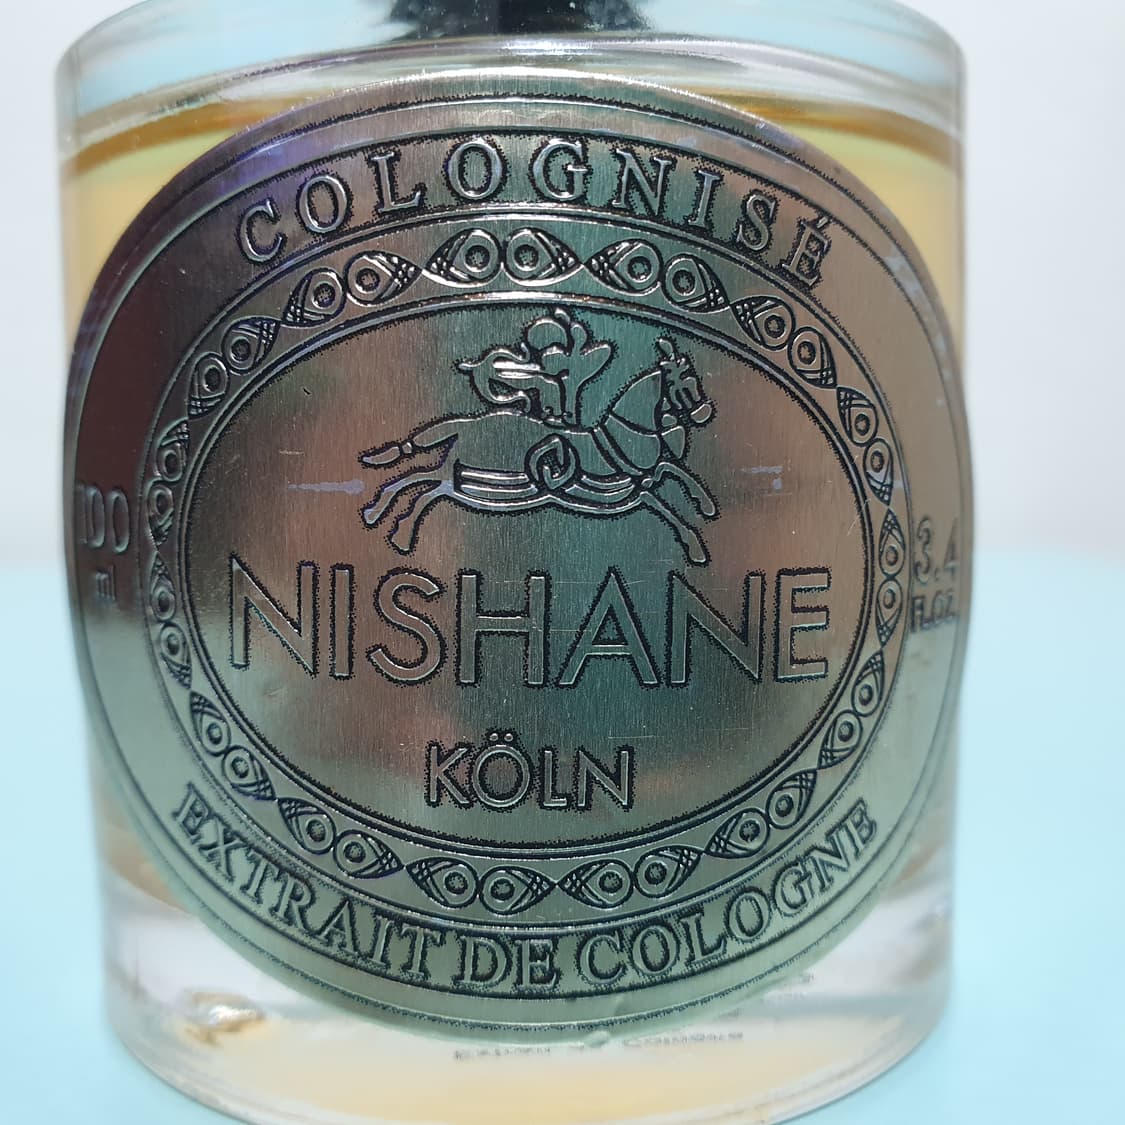 COLOGNISÉ
100
ml
3.4
FL.OZ.
NISHANE
KÖLN
EXTRAIT DE COLOGNE